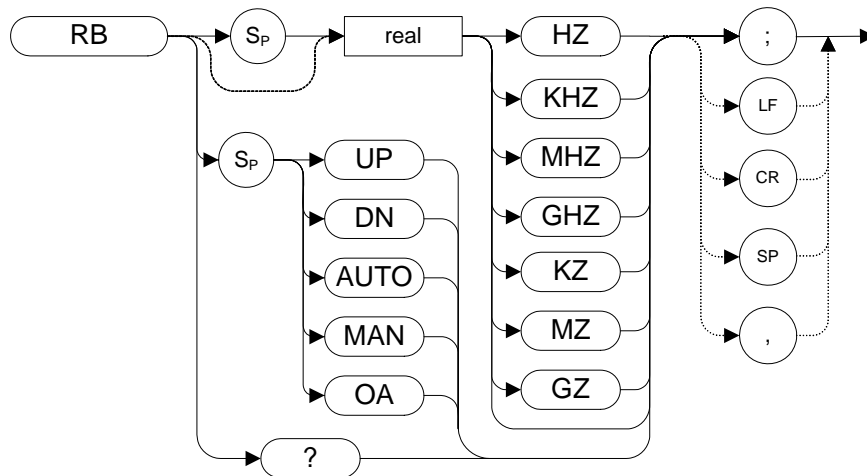 RB
SP
real
HZ
;
KHZ
LF
SP
UP
MHZ
CR
DN
GHZ
AUTO
KZ
SP
MAN
MZ
,
OA
GZ
?